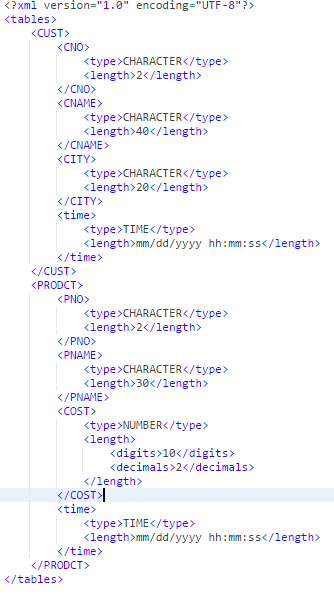 <?xml version="1.0" encoding="UTF-8"?>
<tables>
    <CUST>
        <CNO>
            <type>CHARACTER</type>
            <length>2</length>
        </CNO>
        <CNAME>
            <type>CHARACTER</type>
            <length>40</length>
        </CNAME>
        <CITY>
            <type>CHARACTER</type>
            <length>20</length>
        </CITY>
        <time>
            <type>TIME</type>
            <length>mm/dd/yyyy hh:mm:ss</length>
        </time>
    </CUST>
    <PRODCT>
        <PNO>
            <type>CHARACTER</type>
            <length>2</length>
        </PNO>
        <PNAME>
            <type>CHARACTER</type>
            <length>30</length>
        </PNAME>
        <COST>
            <type>NUMBER</type>
            <length>
                <digits>10</digits>
                <decimals>2</decimals>
            </length>
        </COST>
        <time>
            <type>TIME</type>
            <length>mm/dd/yyyy hh:mm:ss</length>
        </time>
    </PRODCT>
</tables>